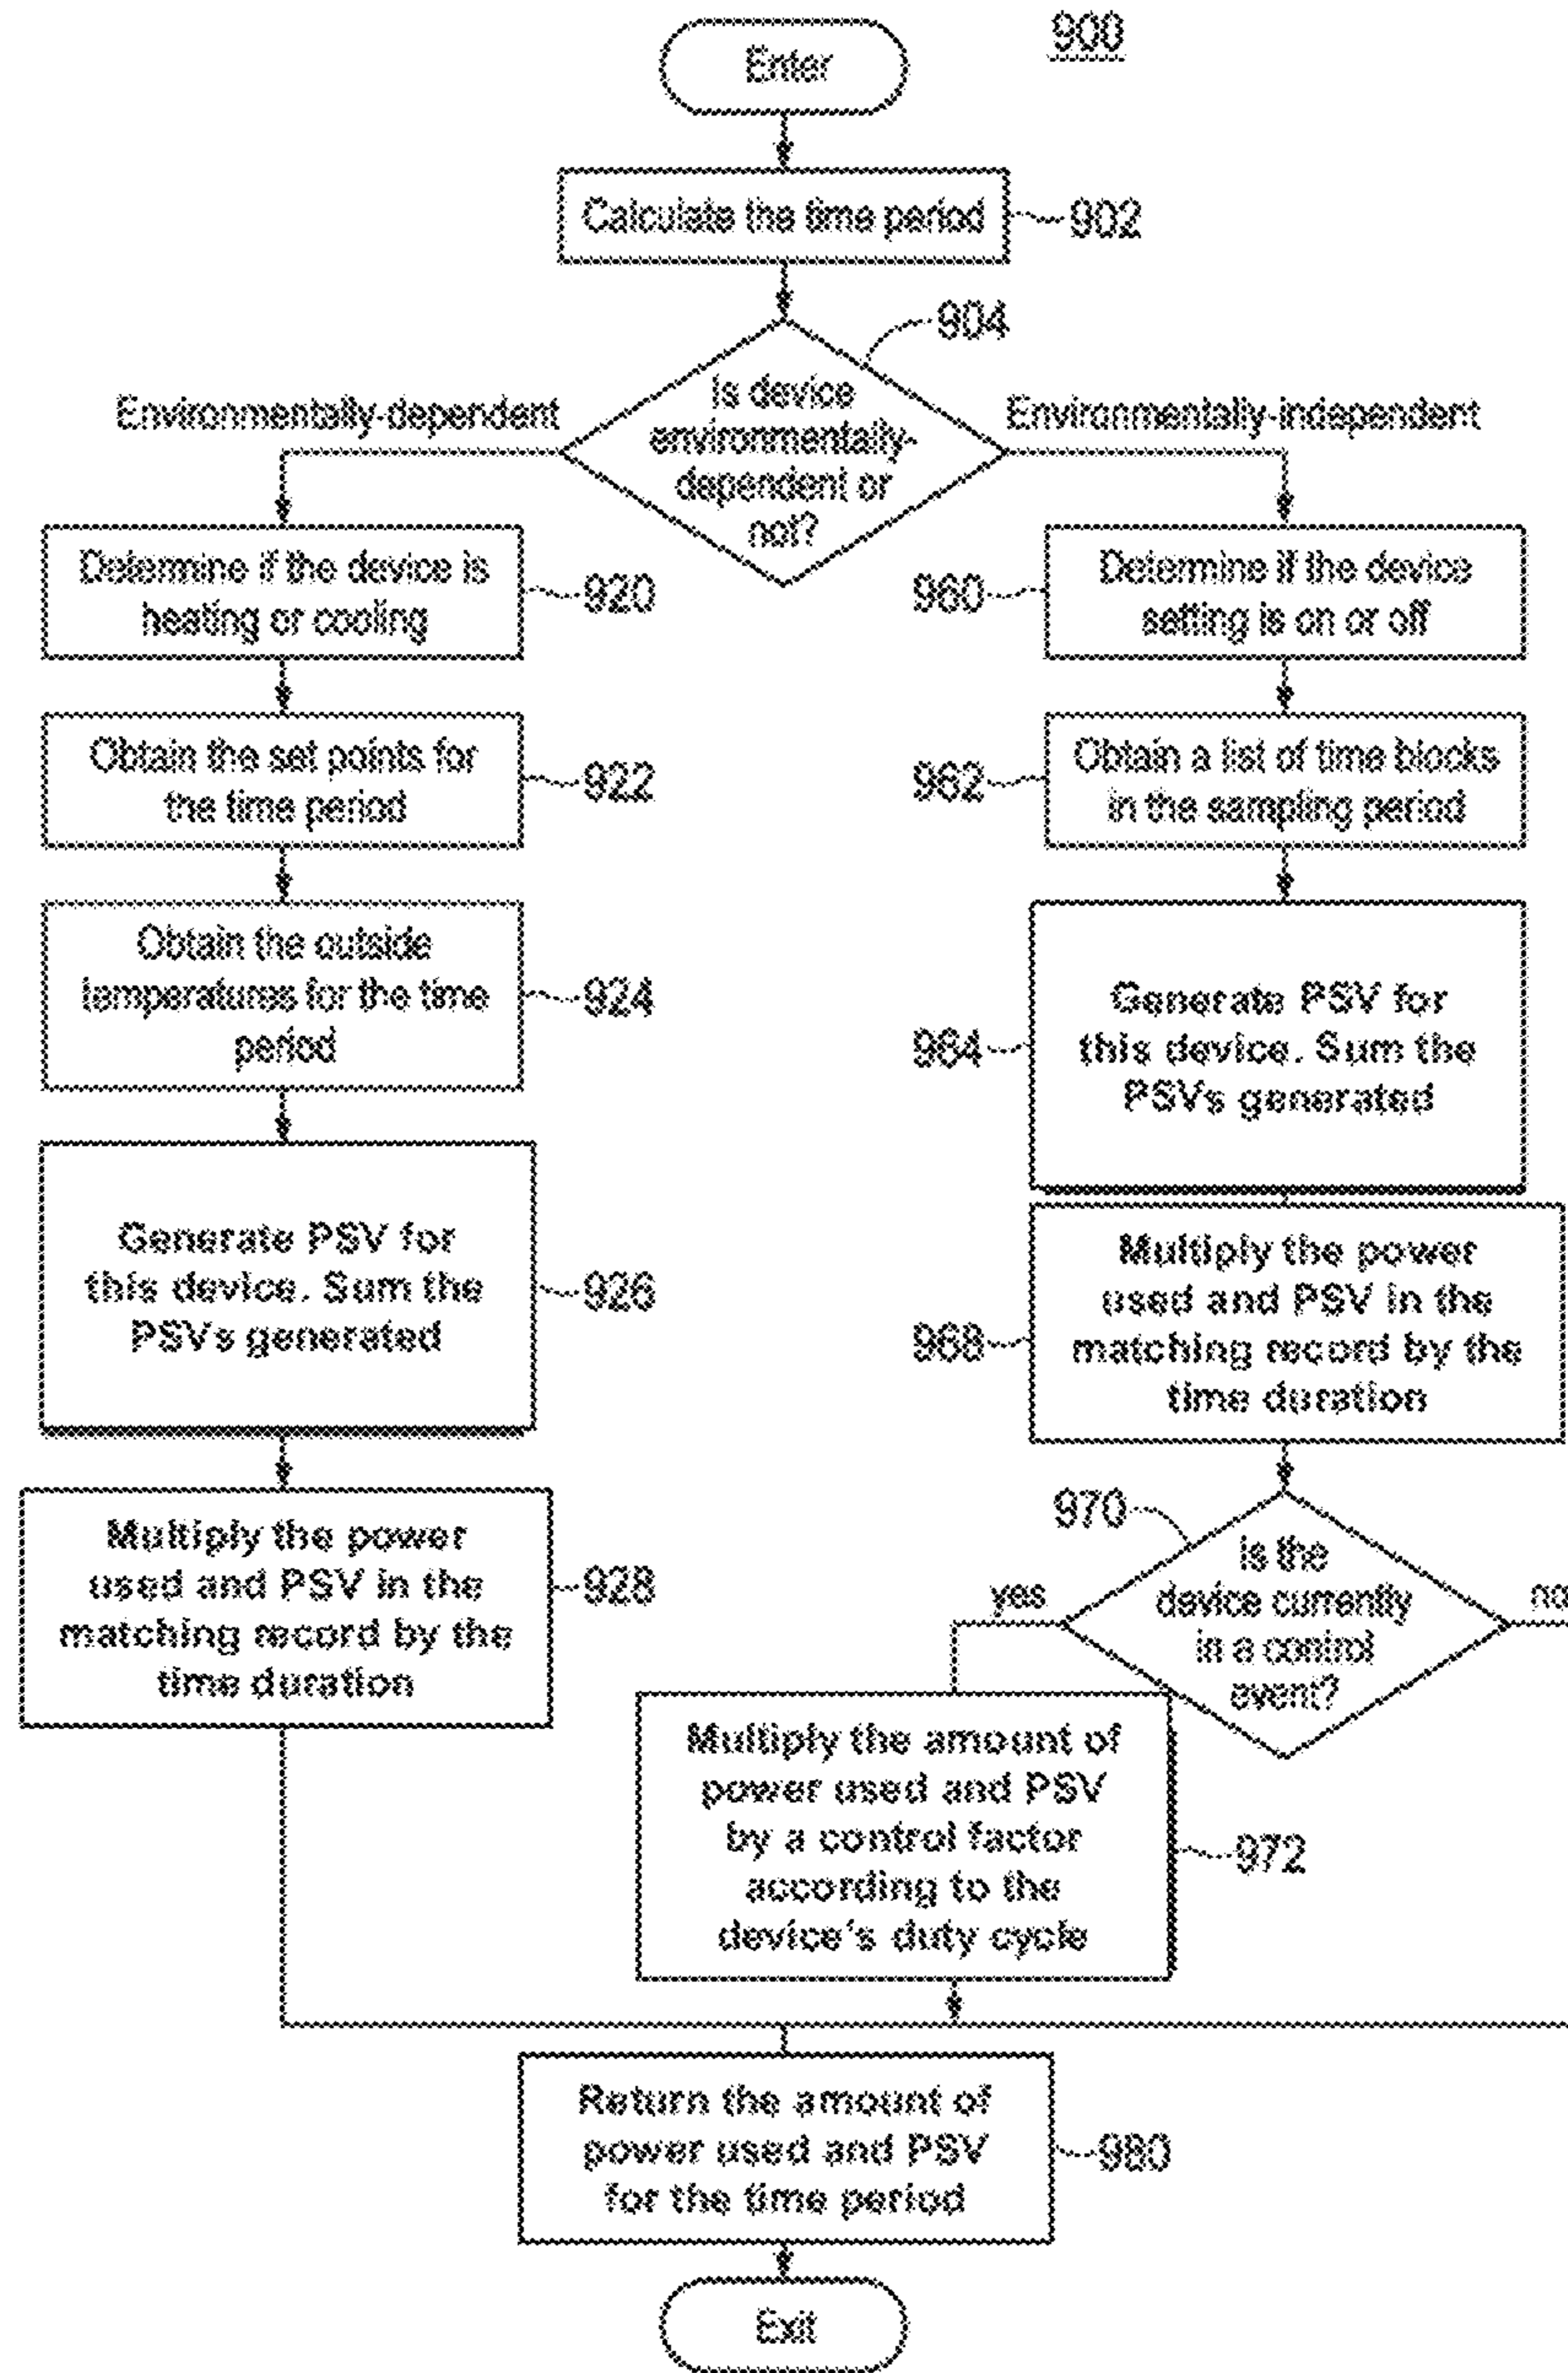 900
Enter
Calculate the time period
902
904
Is device
environmentally-
dependent or
not?
Environmentally-dependant
Environmentally-independent
Determine if the device is
heating or cooling
920
Obtain the set points for
the time period
922
Obtain the outside
temperatures for the time
period
924
Generate PSV for
this device. Sum the
PSVs generated
926
Multiply the power
used and PSV in the
matching record by the
time duration
928
960
Determine if the device
setting is on or off
962
Obtain a list of time blocks
in the sampling period
964
Generate PSV for
this device. Sum the
PSVs generated
968
Multiply the power
used and PSV in the
matching record by the
time duration
970
Is the
device currently
in a control
event?
yes
no
Multiply the amount of
power used and PSV
by a control factor
according to the
device's duty cycle
972
Return the amount of
power used and PSV
for the time period
980
Exit